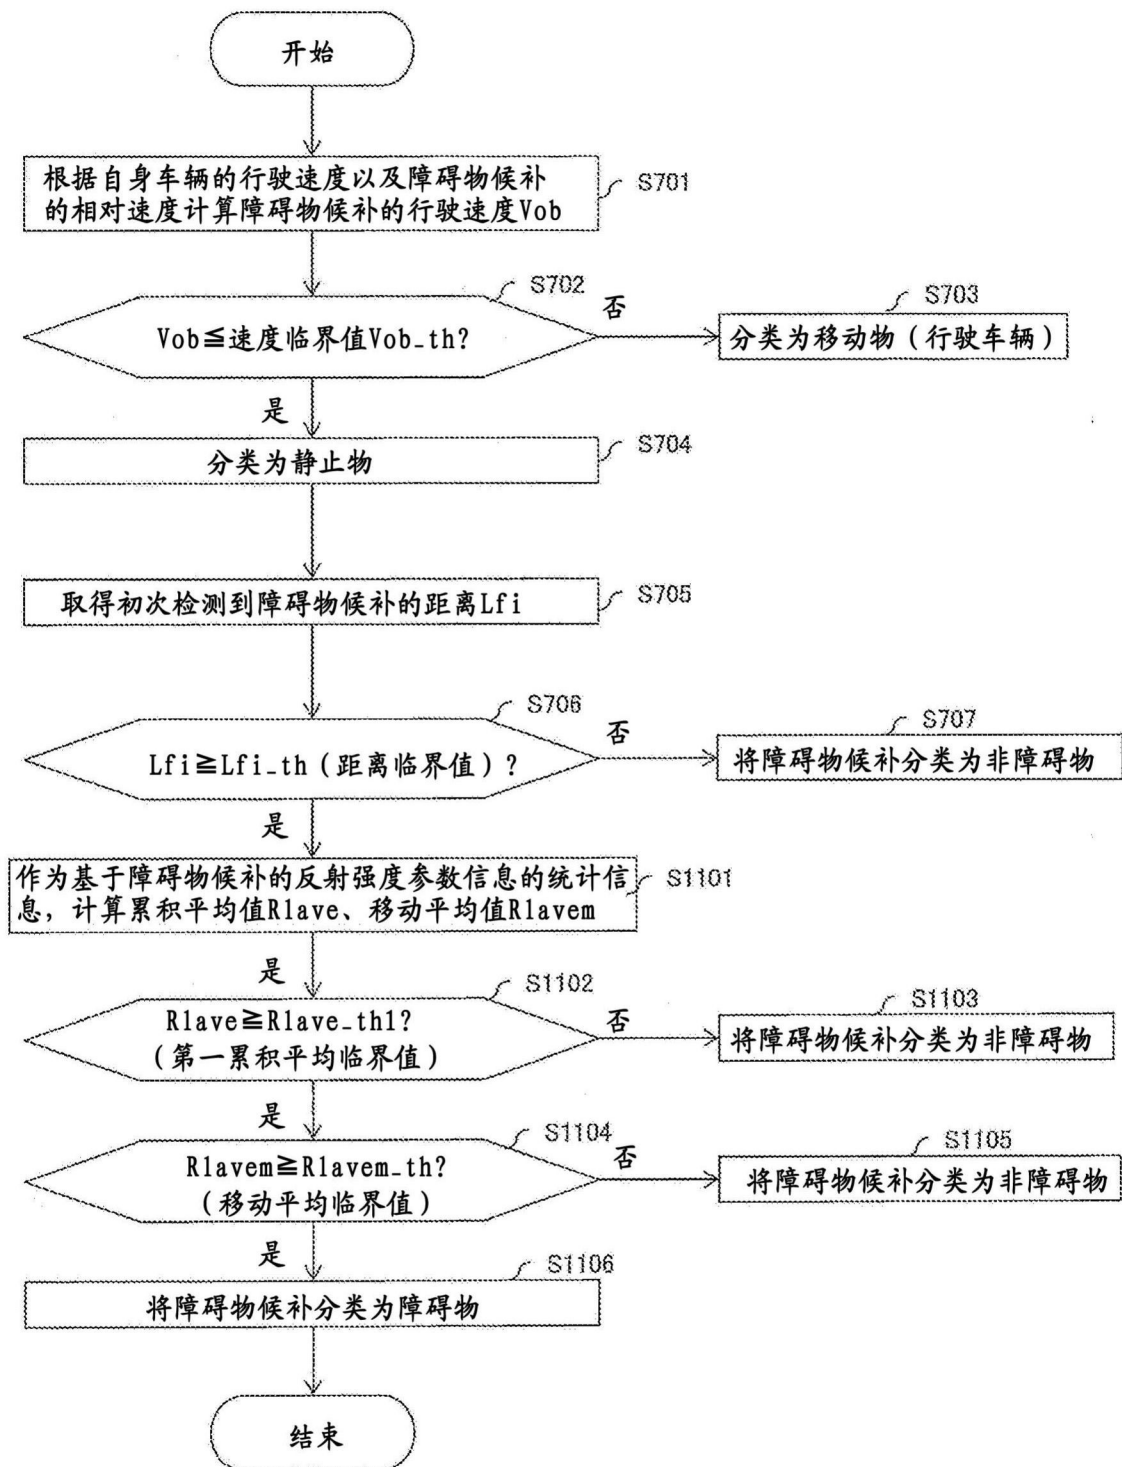 开始
根据自身车辆的行驶速度以及障碍物候补
的相对速度计算障碍物候补的行驶速度Vob
S701
Vob≦速度临界值Vob_th?
S702
否
分类为移动物（行驶车辆）
S703
是
分类为静止物
S704
取得初次检测到障碍物候补的距离Lfi
S705
Lfi≧Lfi_th（距离临界值）?
S706
否
将障碍物候补分类为非障碍物
S707
是
作为基于障碍物候补的反射强度参数信息的统计信
息，计算累积平均值Rlave、移动平均值Rlavem
S1101
是
Rlave≧Rlave_th1?
（第一累积平均临界值）
S1102
否
将障碍物候补分类为非障碍物
S1103
是
Rlavem≧Rlavem_th?
（移动平均临界值）
S1104
否
将障碍物候补分类为非障碍物
S1105
是
将障碍物候补分类为障碍物
S1106
结束